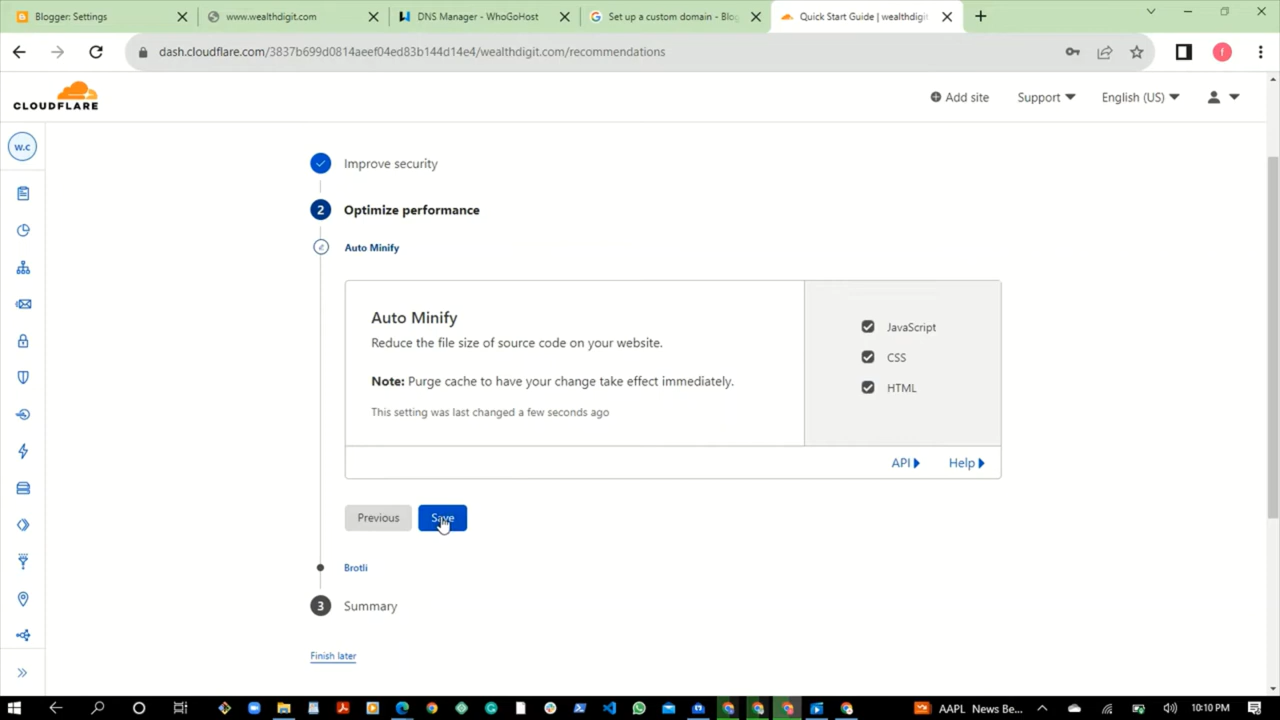 Blogger: Settings
www.wealthdigit.com
DNS Manager - WhoGoHost
Set up a custom domain - Blog
Quick Start Guide | wealthdigit
dash.cloudflare.com/3837b699d0814aeef04ed83b144d14e4/wealthdigit.com/recommendations
f
CLOUDFLARE
Add site
Support
English (US)
w.c
Improve security
2
Optimize performance
Auto Minify
Auto Minify
Reduce the file size of source code on your website.
Note: Purge cache to have your change take effect immediately.
This setting was last changed a few seconds ago
JavaScript
CSS
HTML
API
Help
Previous
Save
Brotli
3
Summary
Finish later
AAPL News Be...
10:10 PM